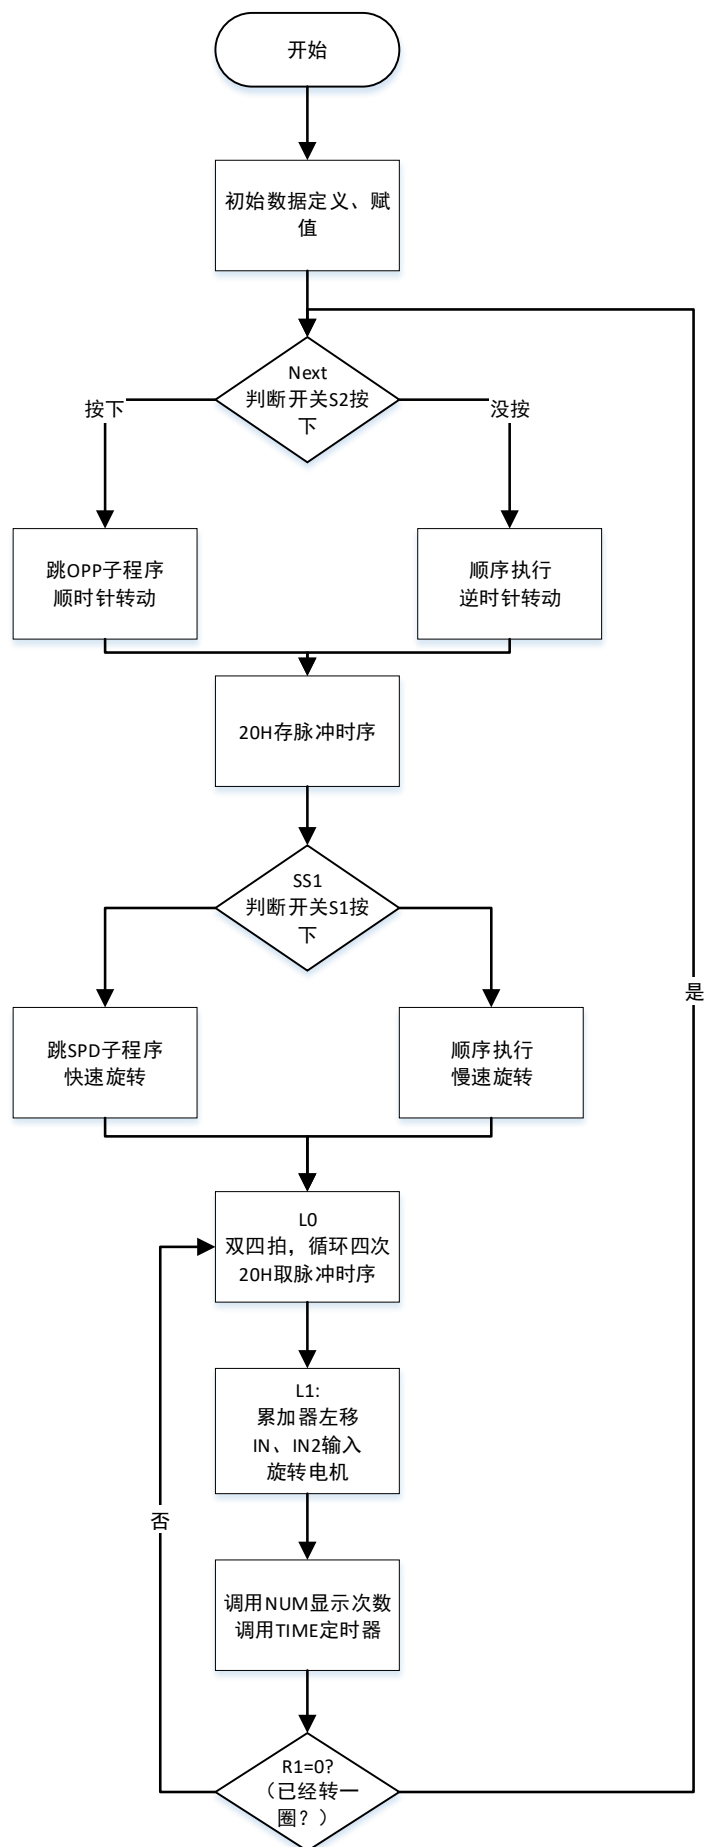 开始
初始数据定义、赋
值
Next
判断开关S2按
下
按下
没按
跳OPP子程序
顺时针转动
顺序执行
逆时针转动
20H存脉冲时序
SS1
判断开关S1按
下
是
跳SPD子程序
快速旋转
顺序执行
慢速旋转
L0
双四拍，循环四次
20H取脉冲时序
L1:
累加器左移
IN、IN2输入
旋转电机
否
调用NUM显示次数
调用TIME定时器
R1=0?
（已经转一
圈？）